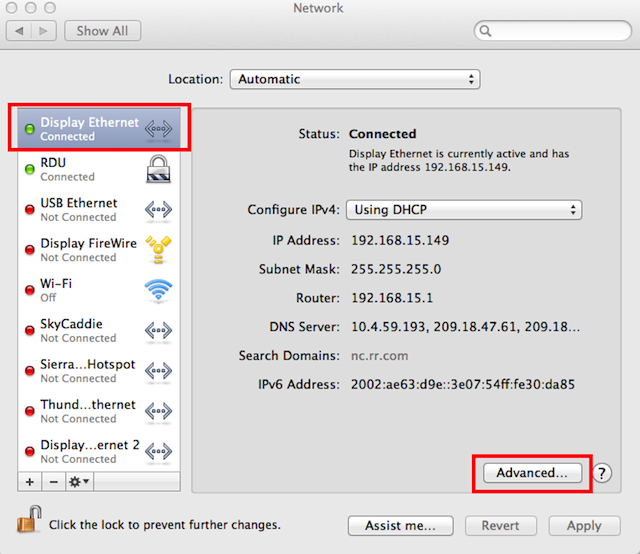 Network
Show All
Location: Automatic
Display Ethernet
Connected
RDU
Connected
USB Ethernet
Not Connected
Display FireWire
Not Connected
Wi-Fi
Off
SkyCaddie
Not Connected
Sierra...Hotspot
Not Connected
Thund...thernet
Not Connected
Display...ernet 2
Not Connected
Status: Connected
Display Ethernet is currently active and has
the IP address 192.168.15.149.
Configure IPv4: Using DHCP
IP Address: 192.168.15.149
Subnet Mask: 255.255.255.0
Router: 192.168.15.1
DNS Server: 10.4.59.193, 209.18.47.61, 209.18...
Search Domains: nc.rr.com
IPv6 Address: 2002:ae63:d9e::3e07:54ff:fe30:da85
Advanced... ?
+ −
Click the lock to prevent further changes.
Assist me... Revert Apply